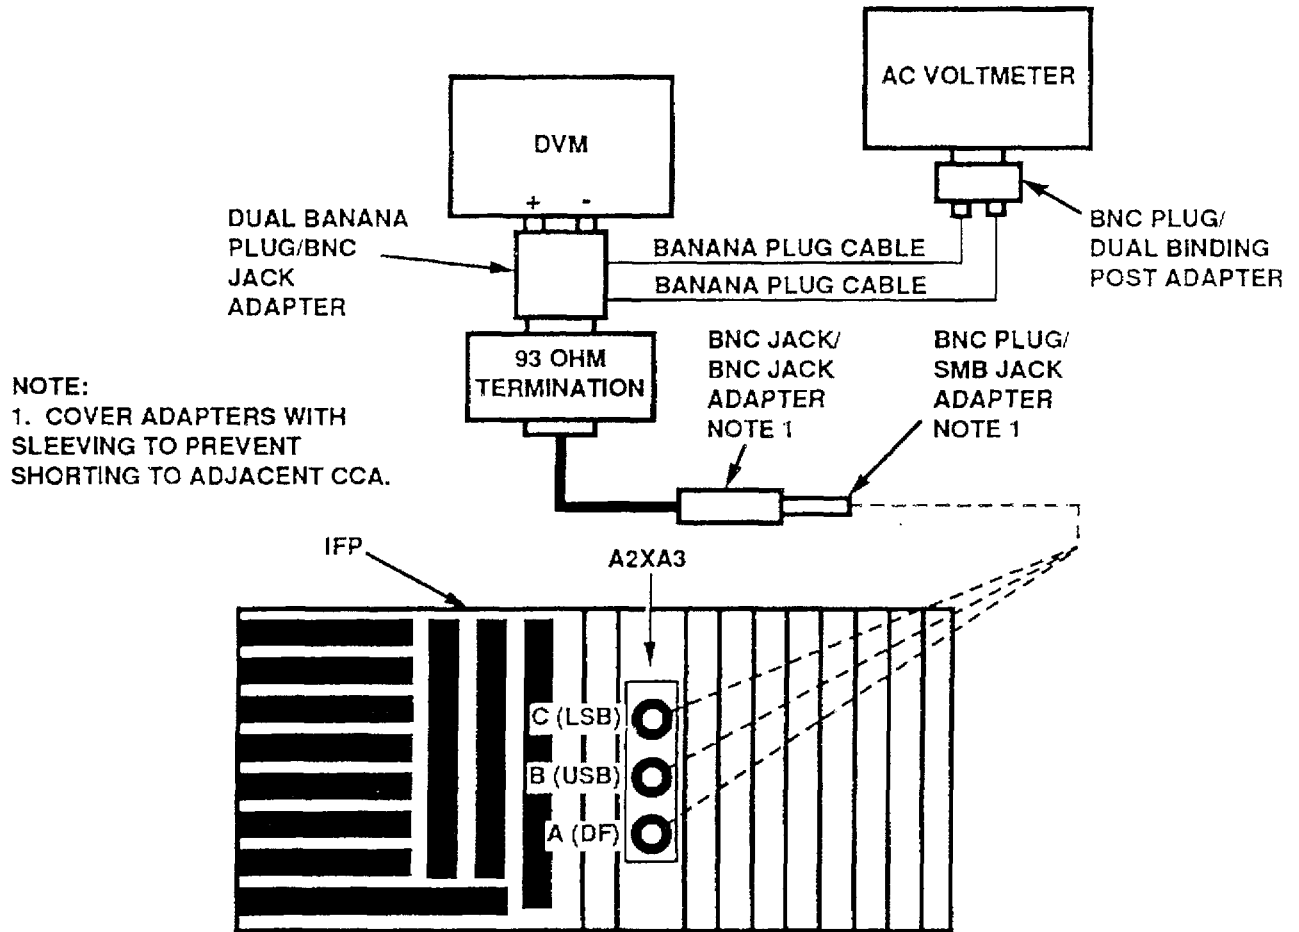 AC VOLTMETER
DVM
+ -
DUAL BANANA
PLUG/BNC
JACK
ADAPTER
BANANA PLUG CABLE
BANANA PLUG CABLE
BNC PLUG/
DUAL BINDING
POST ADAPTER
93 OHM
TERMINATION
BNC JACK/
BNC JACK
ADAPTER
NOTE 1
BNC PLUG/
SMB JACK
ADAPTER
NOTE 1
NOTE:
1. COVER ADAPTERS WITH
SLEEVING TO PREVENT
SHORTING TO ADJACENT CCA.
IFP
A2XA3
C (LSB)
B (USB)
A (DF)